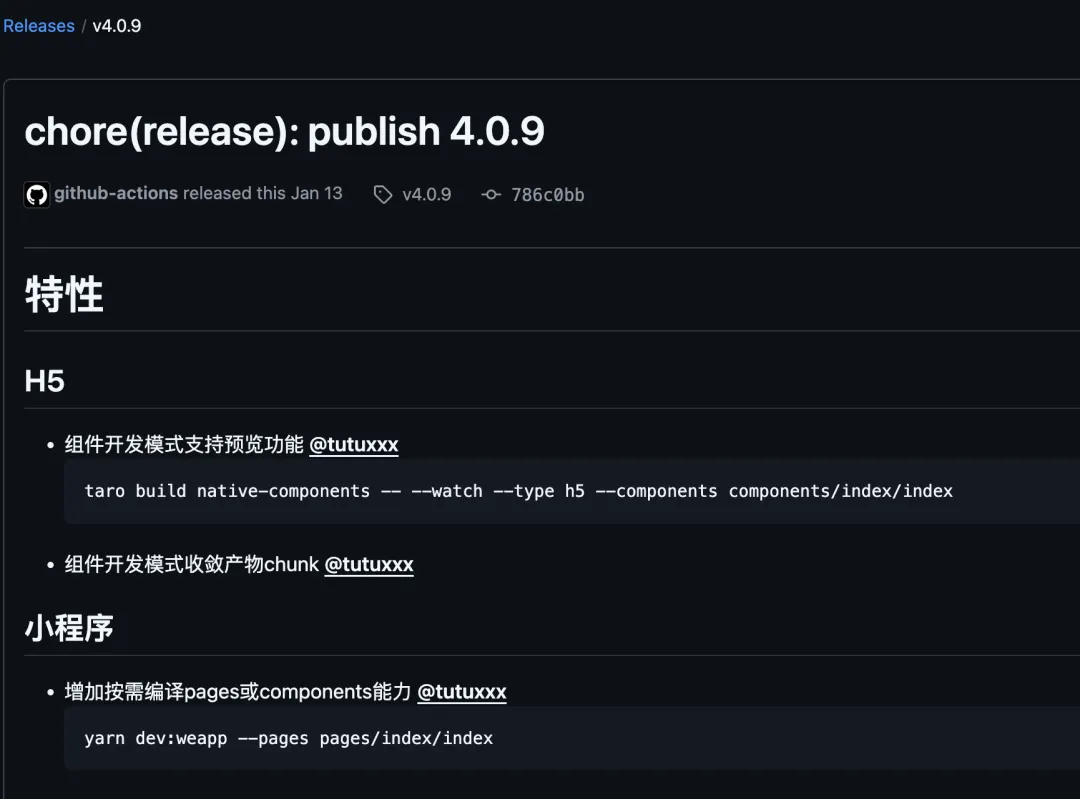 Releases / v4.0.9
chore(release): publish 4.0.9
github-actions released this Jan 13 v4.0.9 786c0bb
特性
H5
• 组件开发模式支持预览功能 @tutuxxx
taro build native-components -- --watch --type h5 --components components/index/index
• 组件开发模式收敛产物chunk @tutuxxx
小程序
• 增加按需编译pages或components能力 @tutuxxx
yarn dev:weapp --pages pages/index/index